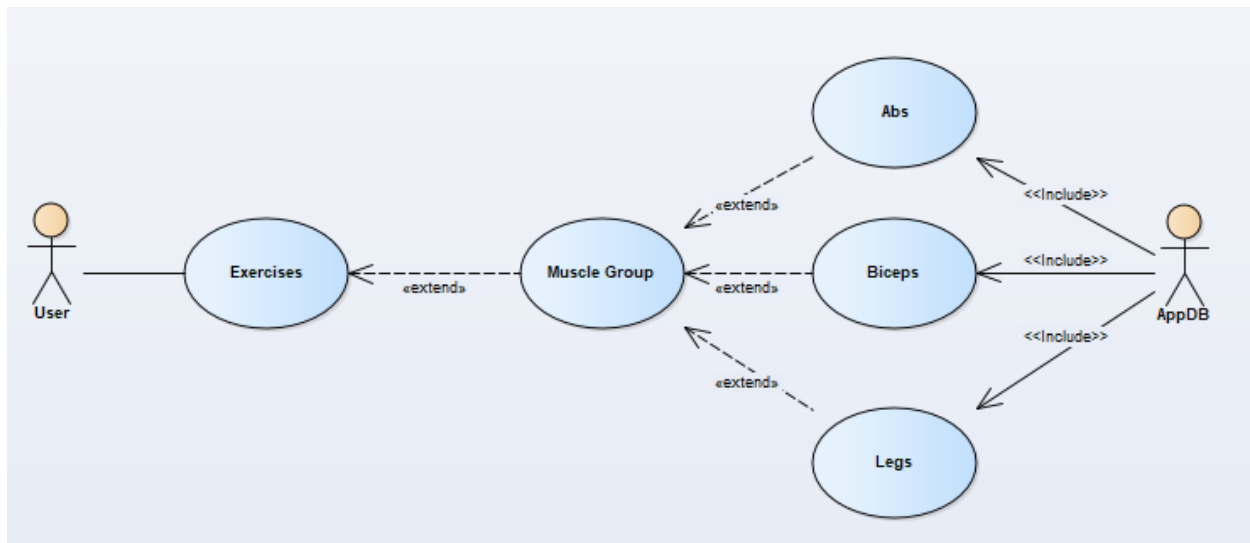 Abs
<<Include>>
«extend»
Exercises
Muscle Group
Biceps
<<Include>>
«extend»
«extend»
User
AppDB
<<Include>>
«extend»
Legs